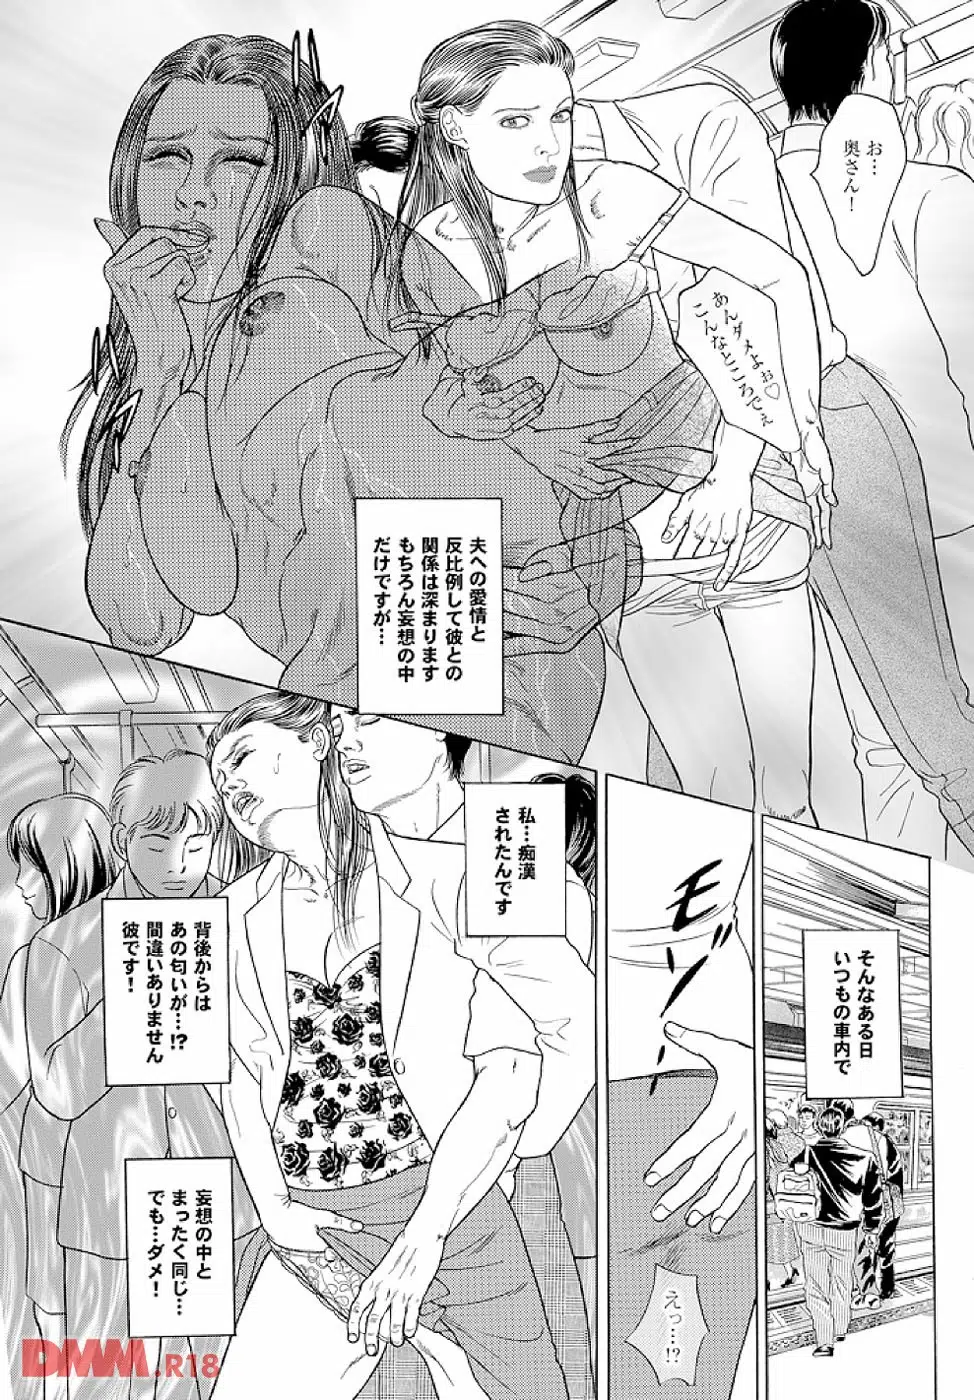 お…
奥さん！
あんダメよぉ♡
こんなところでぇ
夫への愛情と
反比例して彼との
関係は深まります
もちろん妄想の中
だけですが…
そんなある日
いつもの車内で
モゾ…
えっ…!?
私…痴漢
されたんです
背後からは
あの匂いが…!?
間違いありません
彼です！
妄想の中と
まったく同じ…
でも…ダメ！
DMM.R18